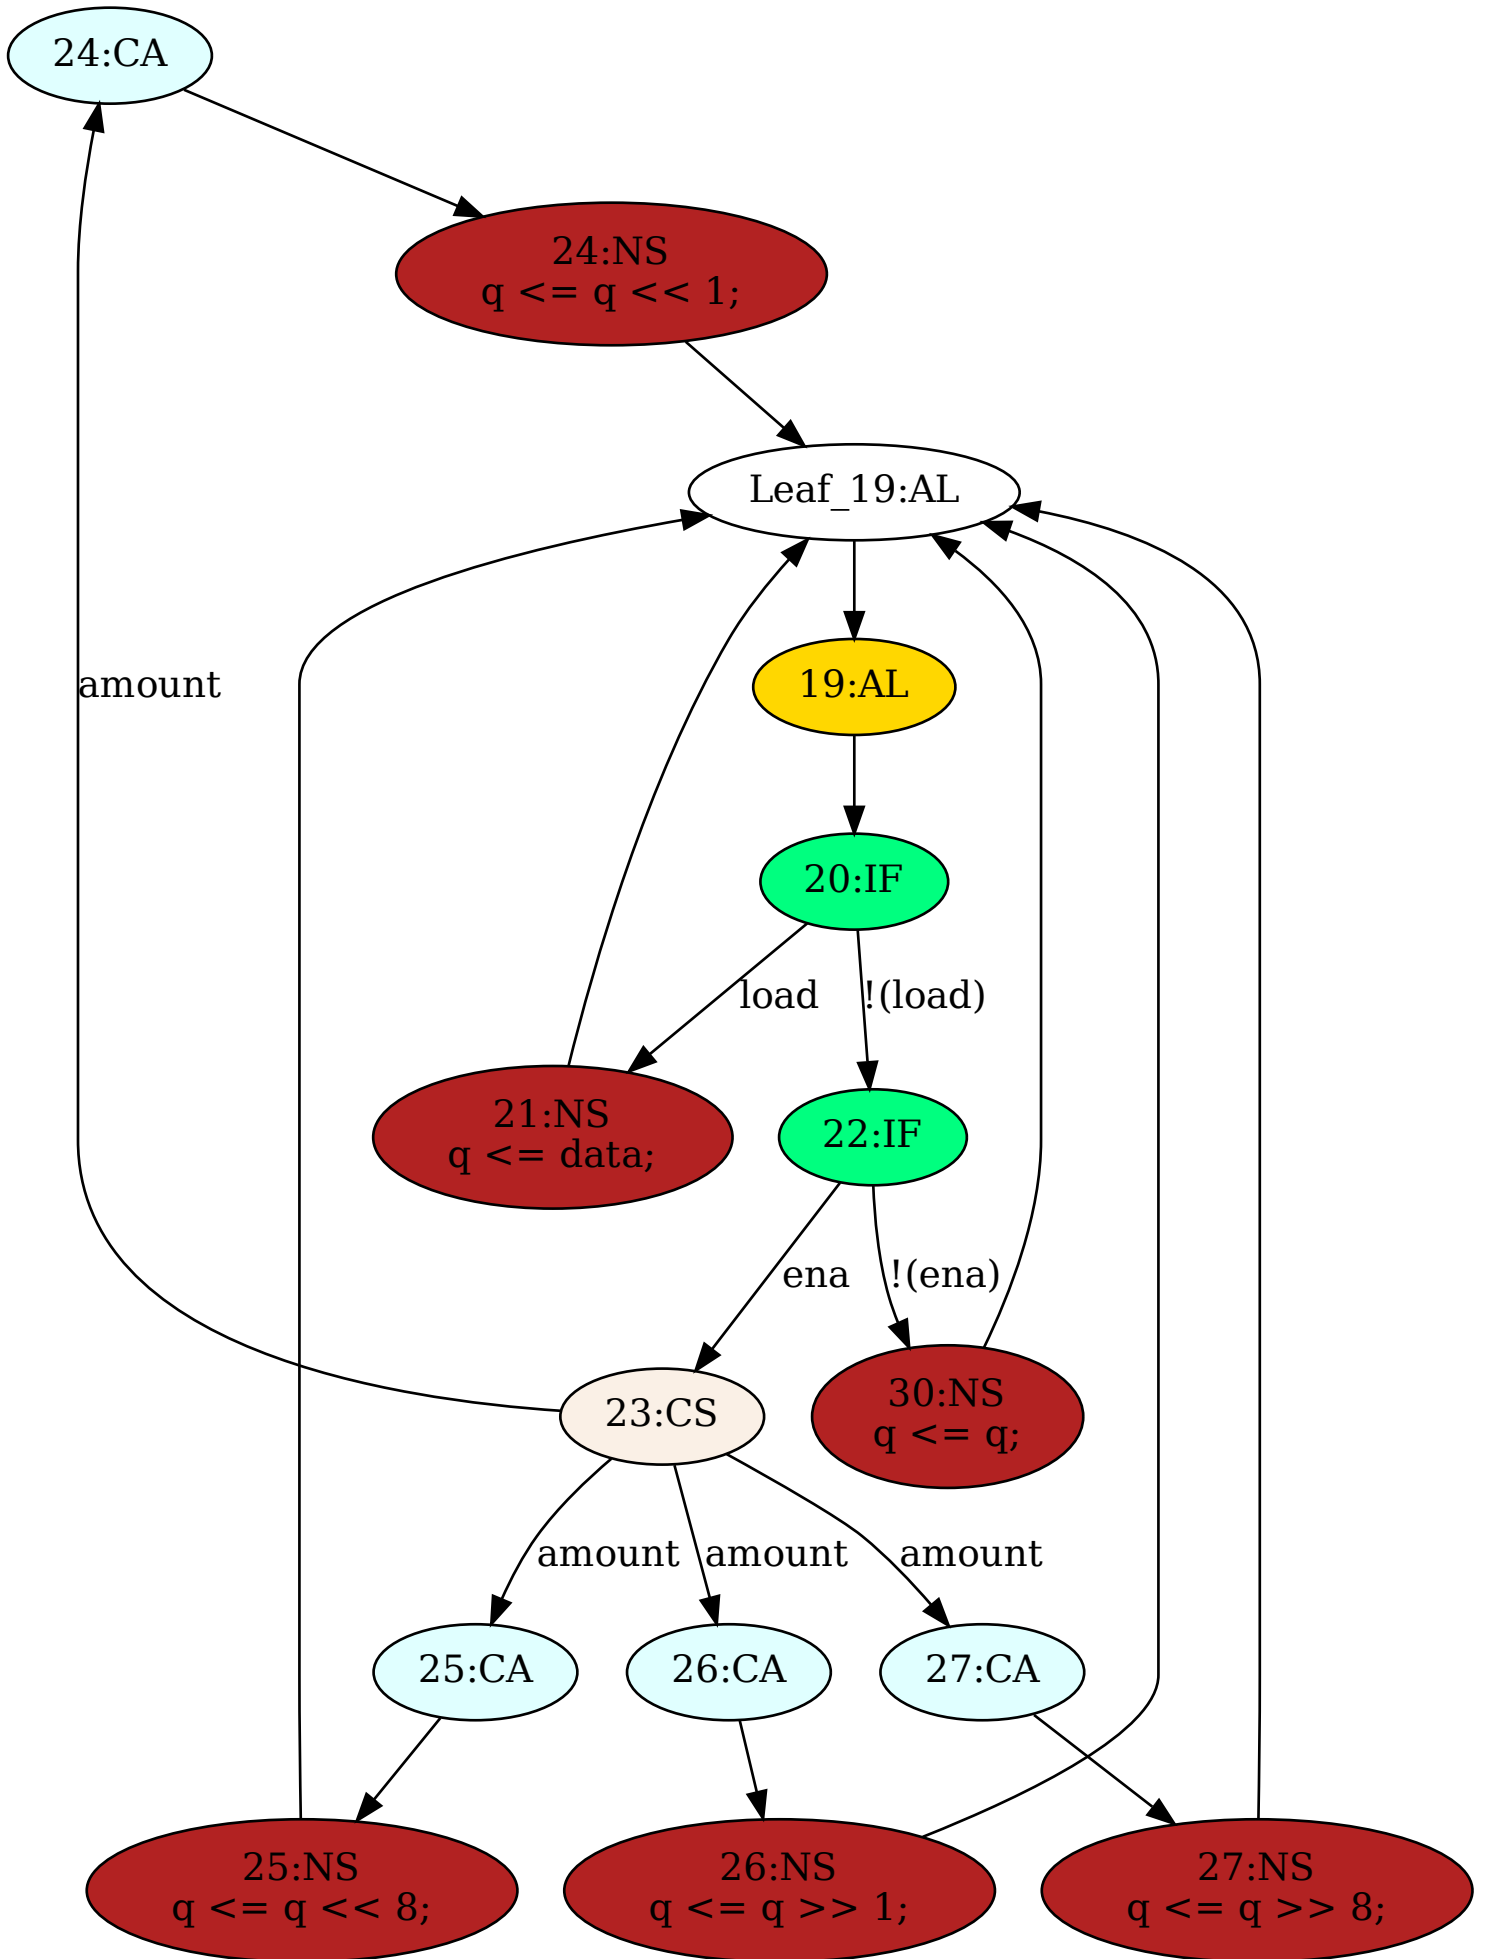 24:CA
24:NS
q <= q << 1;
Leaf_19:AL
amount
19:AL
20:IF
load
!(load)
21:NS
q <= data;
22:IF
ena
!(ena)
23:CS
30:NS
q <= q;
amount
amount
amount
25:CA
26:CA
27:CA
25:NS
q <= q << 8;
26:NS
q <= q >> 1;
27:NS
q <= q >> 8;